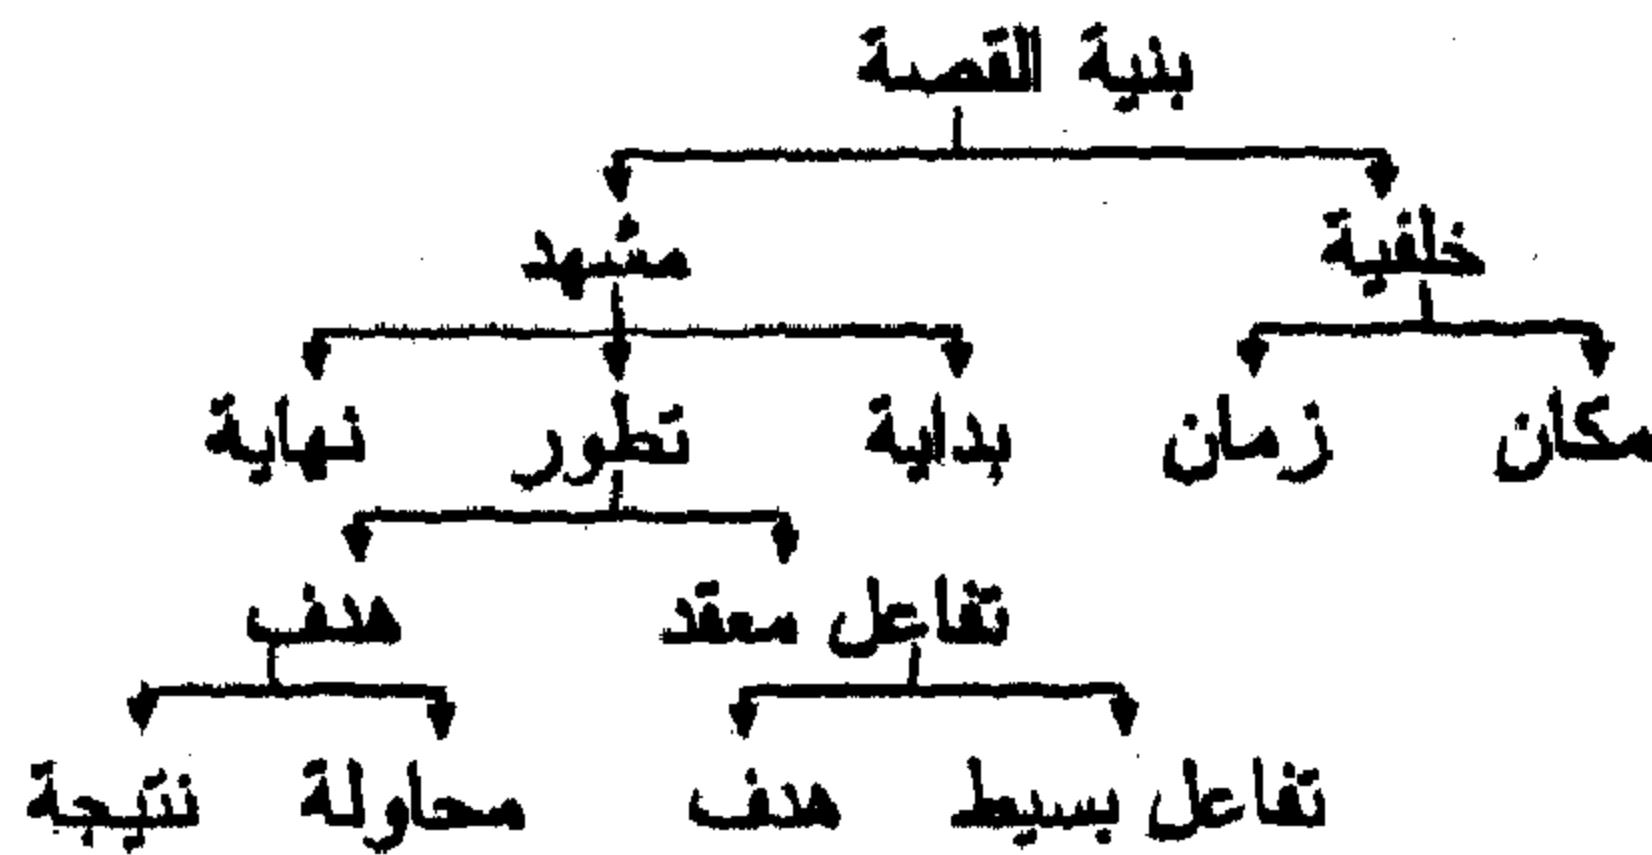 بنية القصة
خلفية مشهد
مكان زمان بداية تطور نهاية
تفاعل معقد هدف
تفاعل بسيط هدف محاولة نتيجة